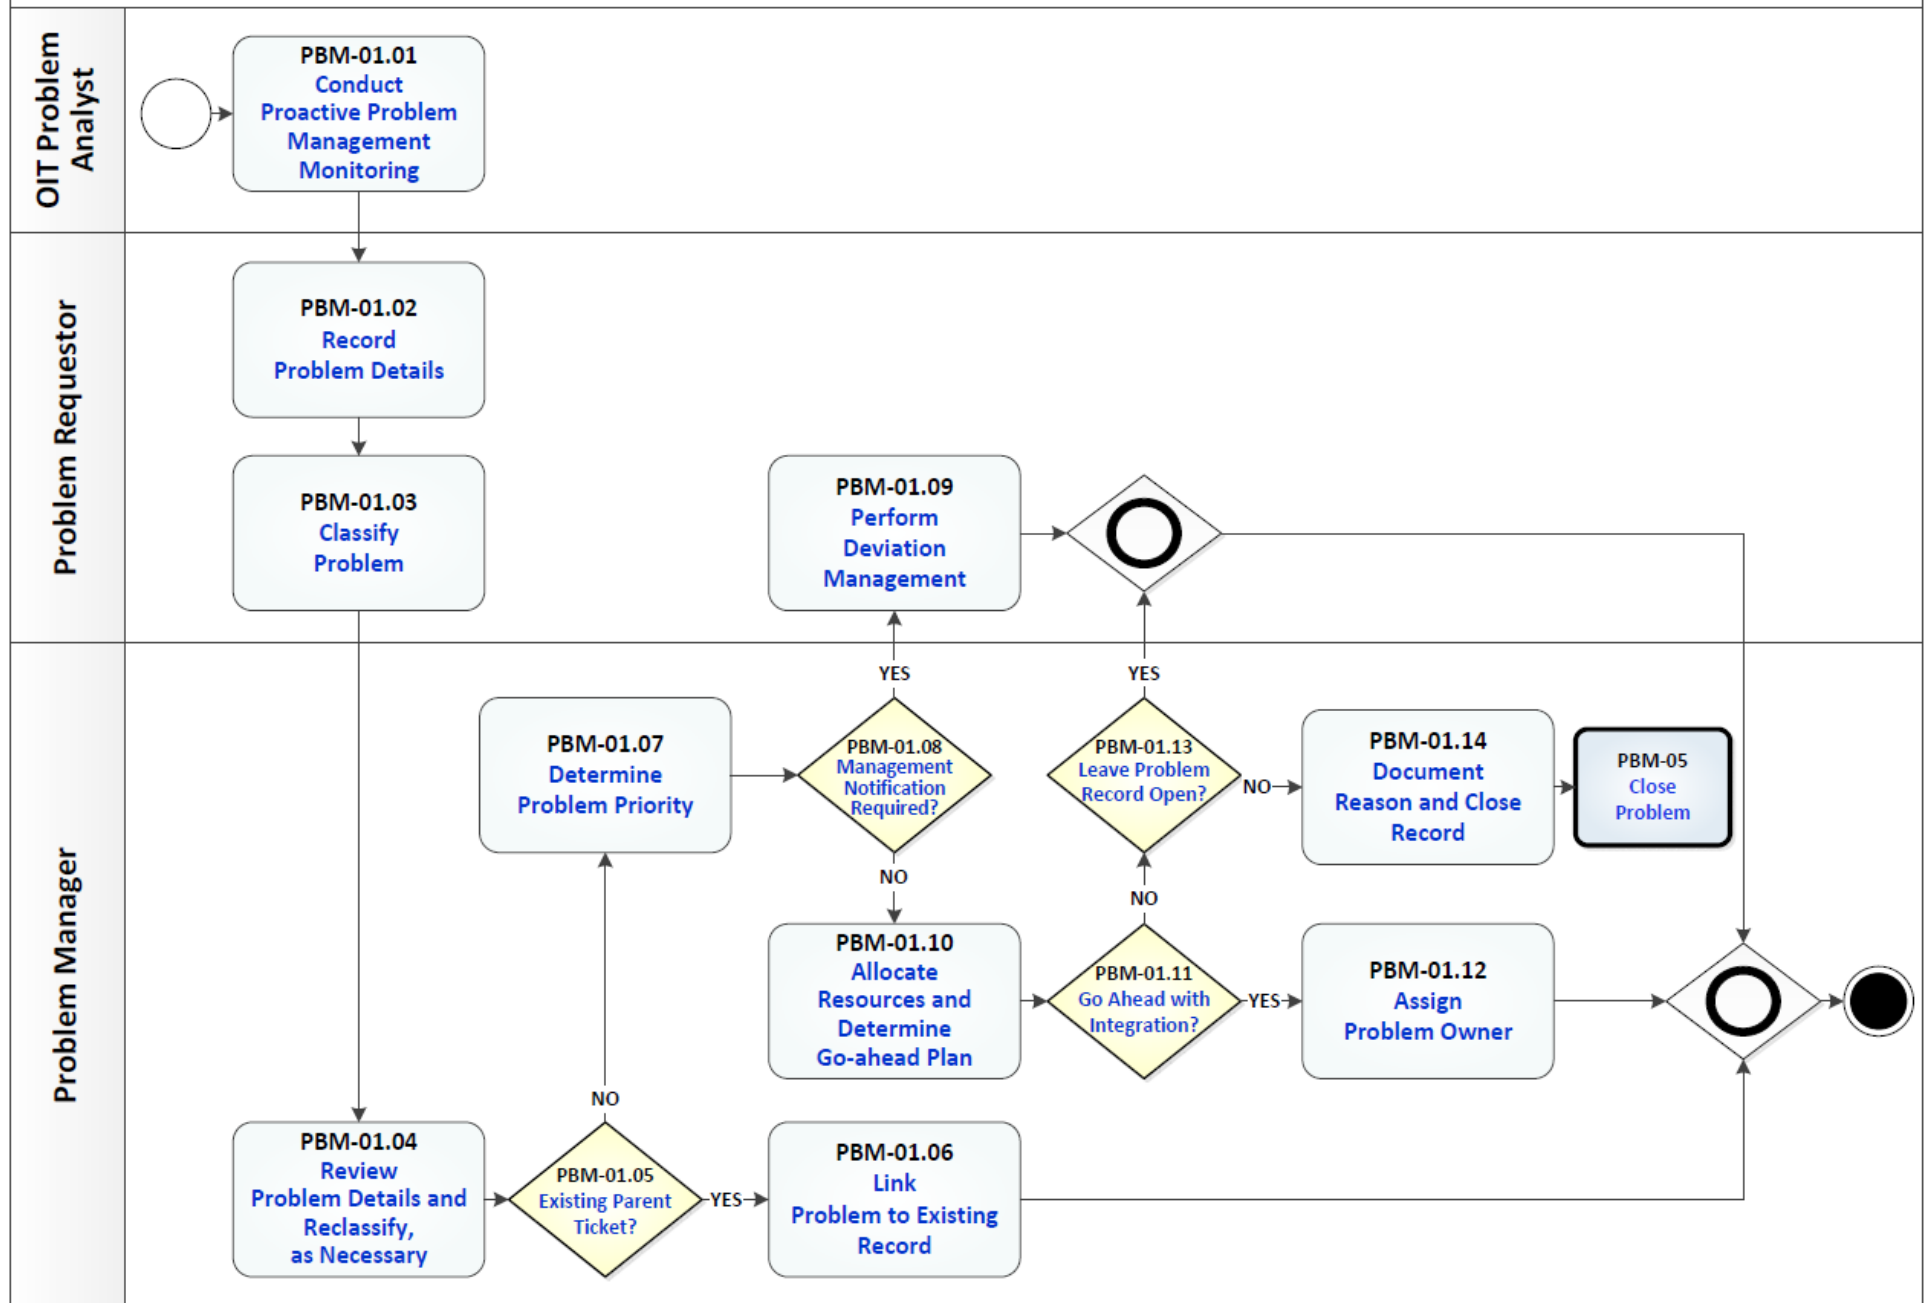 OIT Problem
Analyst
PBM-01.01
Conduct
Proactive Problem
Management
Monitoring
Problem Requestor
PBM-01.02
Record
Problem Details
PBM-01.03
Classify
Problem
PBM-01.09
Perform
Deviation
Management
Problem Manager
YES
YES
PBM-01.07
Determine
Problem Priority
PBM-01.08
Management
Notification
Required?
PBM-01.13
Leave Problem
Record Open?
NO
PBM-01.14
Document
Reason and Close
Record
PBM-05
Close
Problem
NO
NO
PBM-01.10
Allocate
Resources and
Determine
Go-ahead Plan
PBM-01.11
Go Ahead with
Integration?
YES
PBM-01.12
Assign
Problem Owner
NO
PBM-01.04
Review
Problem Details and
Reclassify,
as Necessary
PBM-01.05
Existing Parent
Ticket?
YES
PBM-01.06
Link
Problem to Existing
Record